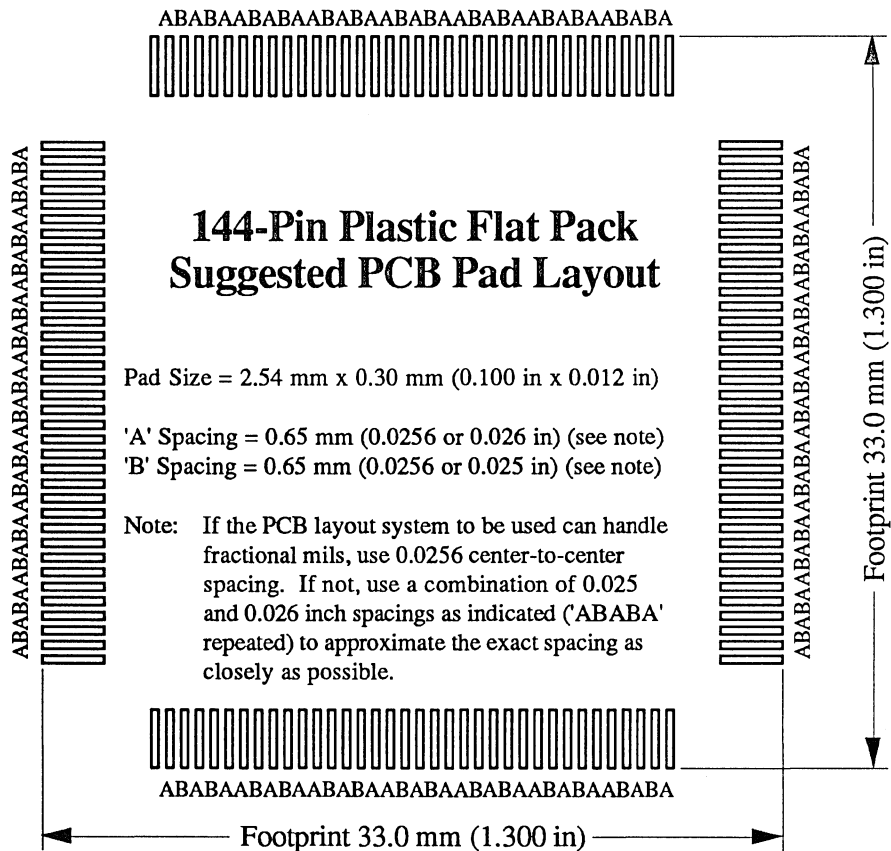 ABABAABABAABABAABABAABABAABABAABABA
ABABAABABAABABAABABAABABAABABAABABA
144-Pin Plastic Flat Pack
Suggested PCB Pad Layout
Pad Size = 2.54 mm x 0.30 mm (0.100 in x 0.012 in)
'A' Spacing = 0.65 mm (0.0256 or 0.026 in) (see note)
'B' Spacing = 0.65 mm (0.0256 or 0.025 in) (see note)
Note: If the PCB layout system to be used can handle
fractional mils, use 0.0256 center-to-center
spacing. If not, use a combination of 0.025
and 0.026 inch spacings as indicated ('ABABA'
repeated) to approximate the exact spacing as
closely as possible.
ABABAABABAABABAABABAABABAABABAABABA
Footprint 33.0 mm (1.300 in)
ABABAABABAABABAABABAABABAABABAABABA
Footprint 33.0 mm (1.300 in)